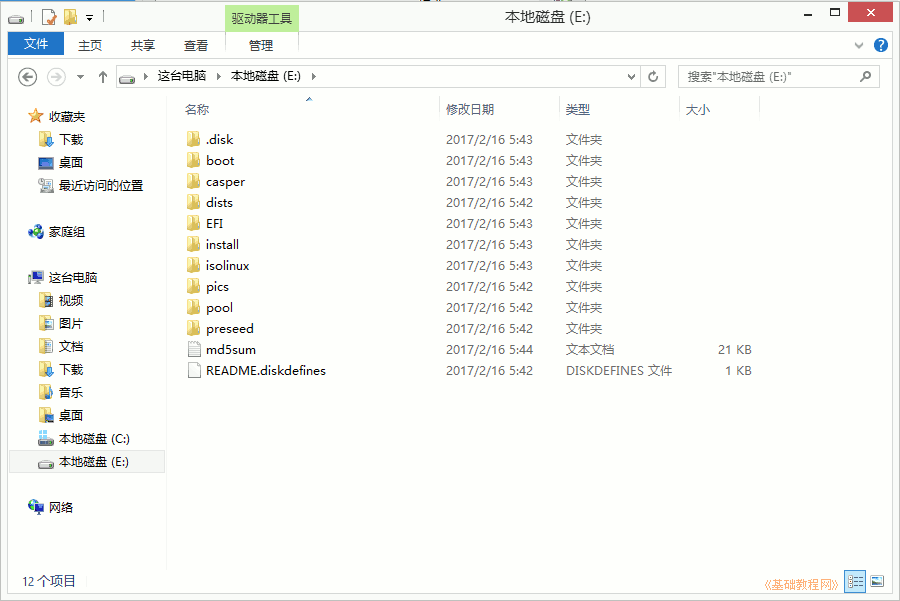 驱动器工具
本地磁盘 (E:)
文件 主页 共享 查看 管理
这台电脑 本地磁盘 (E:)
搜索"本地磁盘 (E:)"
收藏夹
下载
桌面
最近访问的位置
家庭组
这台电脑
视频
图片
文档
下载
音乐
桌面
本地磁盘 (C:)
本地磁盘 (E:)
网络
名称 修改日期 类型 大小
.disk 2017/2/16 5:43 文件夹
boot 2017/2/16 5:43 文件夹
casper 2017/2/16 5:43 文件夹
dists 2017/2/16 5:42 文件夹
EFI 2017/2/16 5:43 文件夹
install 2017/2/16 5:43 文件夹
isolinux 2017/2/16 5:43 文件夹
pics 2017/2/16 5:42 文件夹
pool 2017/2/16 5:42 文件夹
preseed 2017/2/16 5:42 文件夹
md5sum 2017/2/16 5:44 文本文档 21 KB
README.diskdefines 2017/2/16 5:42 DISKDEFINES 文件 1 KB
12 个项目
《基础教程网》